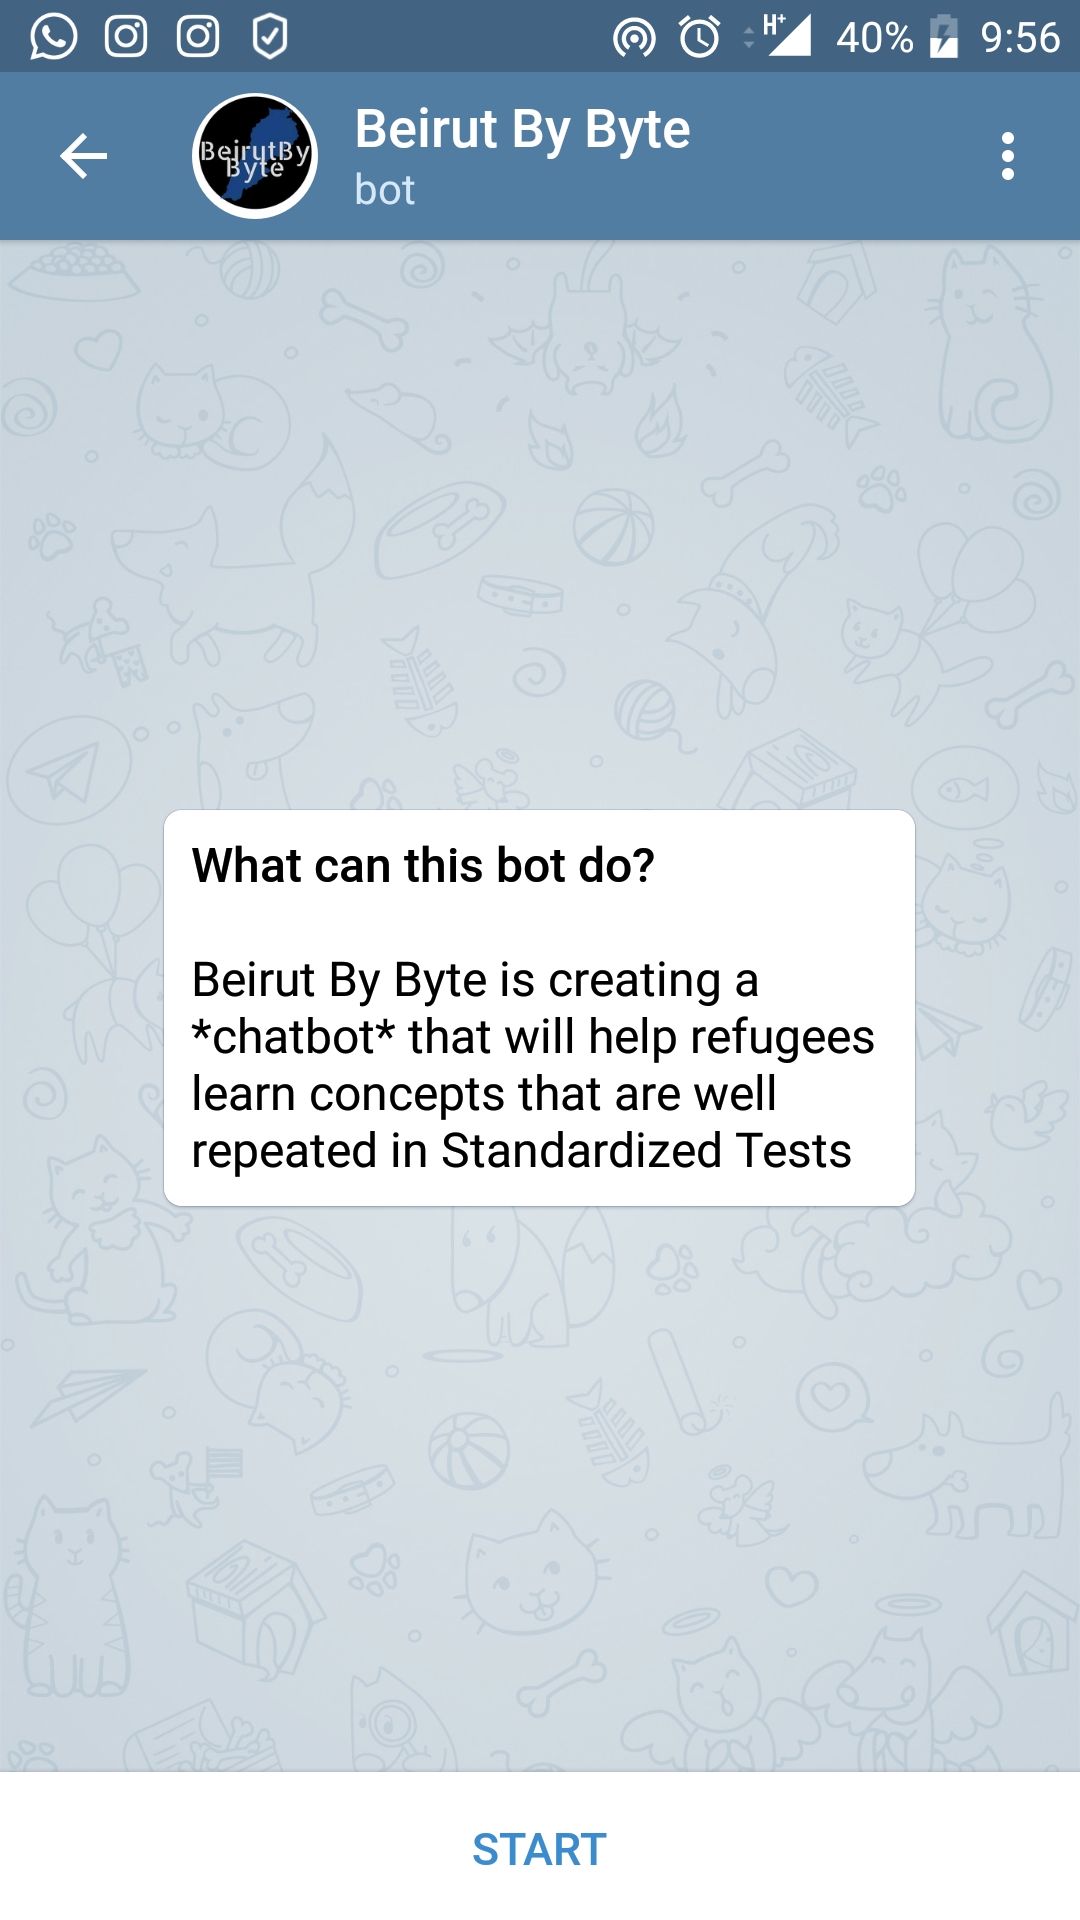 H+ 40% 9:56
BeirutBy
Byte
Beirut By Byte
bot
What can this bot do?
Beirut By Byte is creating a
*chatbot* that will help refugees
learn concepts that are well
repeated in Standardized Tests
START